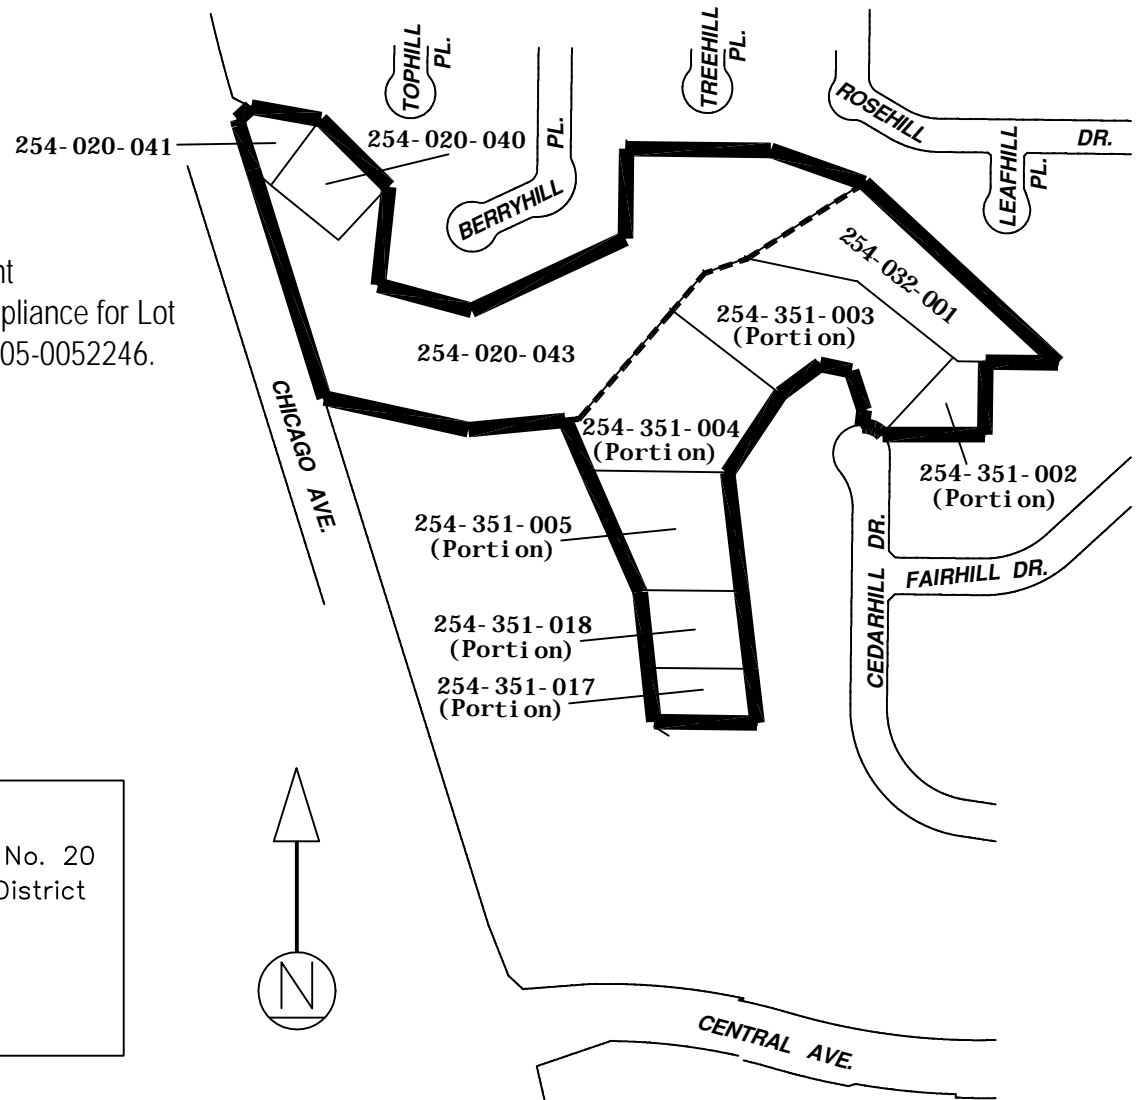 TOPHILL
PL.
TREEHILL
PL.
ROSEHILL
DR.
LEAFHILL
PL.
254-020-041
254-020-040
PL.
BERRYHILL
254-032-001
pliance for Lot
05-0052246.
254-351-003
(Portion)
254-020-043
CHICAGO AVE.
254-351-004
(Portion)
254-351-002
(Portion)
254-351-005
(Portion)
CEDARHILL DR.
FAIRHILL DR.
254-351-018
(Portion)
254-351-017
(Portion)
No. 20
District
N
CENTRAL AVE.